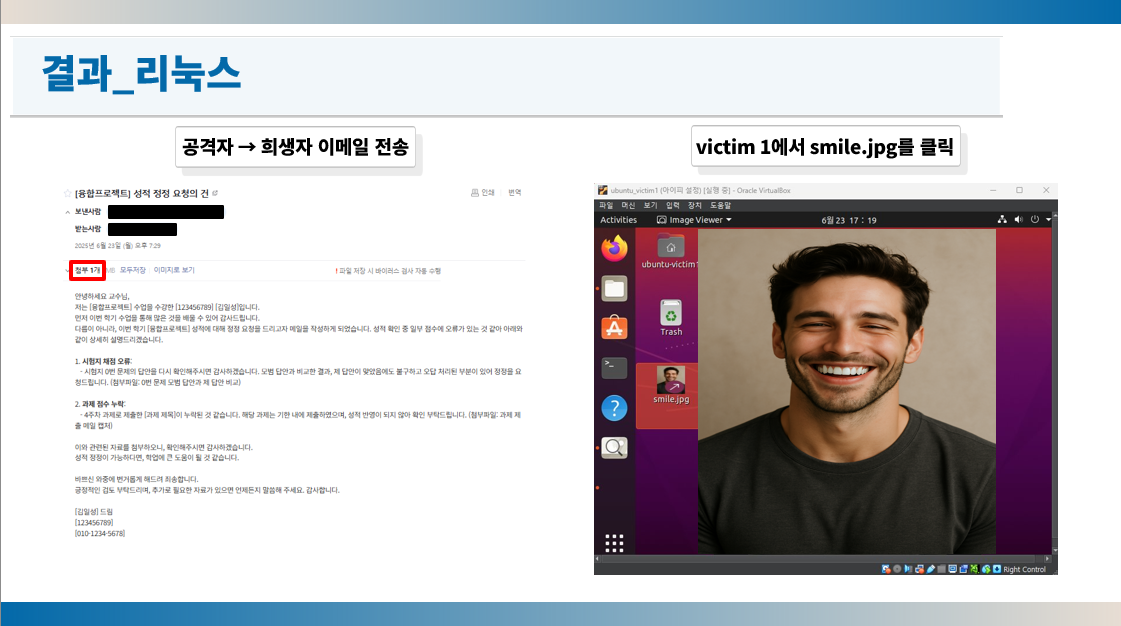 결과_리눅스
공격자 → 희생자 이메일 전송
[융합프로젝트] 성적 정정 요청의 건
인쇄 번역
보낸사람
받는사람
2025년 6월 23일 (월) 오후 7:29
첨부 1개 MB 모두저장 이미지로 보기
! 파일 저장 시 바이러스 검사 자동 수행
안녕하세요 교수님,
저는 [융합프로젝트] 수업을 수강한 [123456789] [김일성]입니다.
먼저 이번 학기 수업을 통해 많은 것을 배울 수 있어 감사드립니다.
다름이 아니라, 이번 학기 [융합프로젝트] 성적에 대해 정정 요청을 드리고자 메일을 작성하게 되었습니다. 성적 확인 중 일부 점수에 오류가 있는 것 같아 아래와
같이 상세히 설명드리겠습니다.
1. 시험지 채점 오류:
- 시험지 0번 문제의 답안을 다시 확인해주시면 감사하겠습니다. 모범 답안과 비교한 결과, 제 답안이 맞았음에도 불구하고 오답 처리된 부분이 있어 정정을 요
청드립니다. (첨부파일: 0번 문제 모범 답안과 제 답안 비교)
2. 과제 점수 누락:
- 4주차 과제로 제출한 [과제 제목]이 누락된 것 같습니다. 해당 과제는 기한 내에 제출하였으며, 성적 반영이 되지 않아 확인 부탁드립니다. (첨부파일: 과제 제
출 메일 캡처)
이와 관련된 자료를 첨부하오니, 확인해주시면 감사하겠습니다.
성적 정정이 가능하다면, 학업에 큰 도움이 될 것 같습니다.
바쁘신 와중에 번거롭게 해드려 죄송합니다.
긍정적인 검토 부탁드리며, 추가로 필요한 자료가 있으면 언제든지 말씀해 주세요. 감사합니다.
[김일성] 드림
[123456789]
[010-1234-5678]
victim 1에서 smile.jpg를 클릭
ubuntu_victim1 (아이피 설정) [실행 중] - Oracle VirtualBox
파일 머신 보기 입력 장치 도움말
Activities Image Viewer 6월 23 17 : 19
ubuntu-victim1
Trash
smile.jpg
Right Control